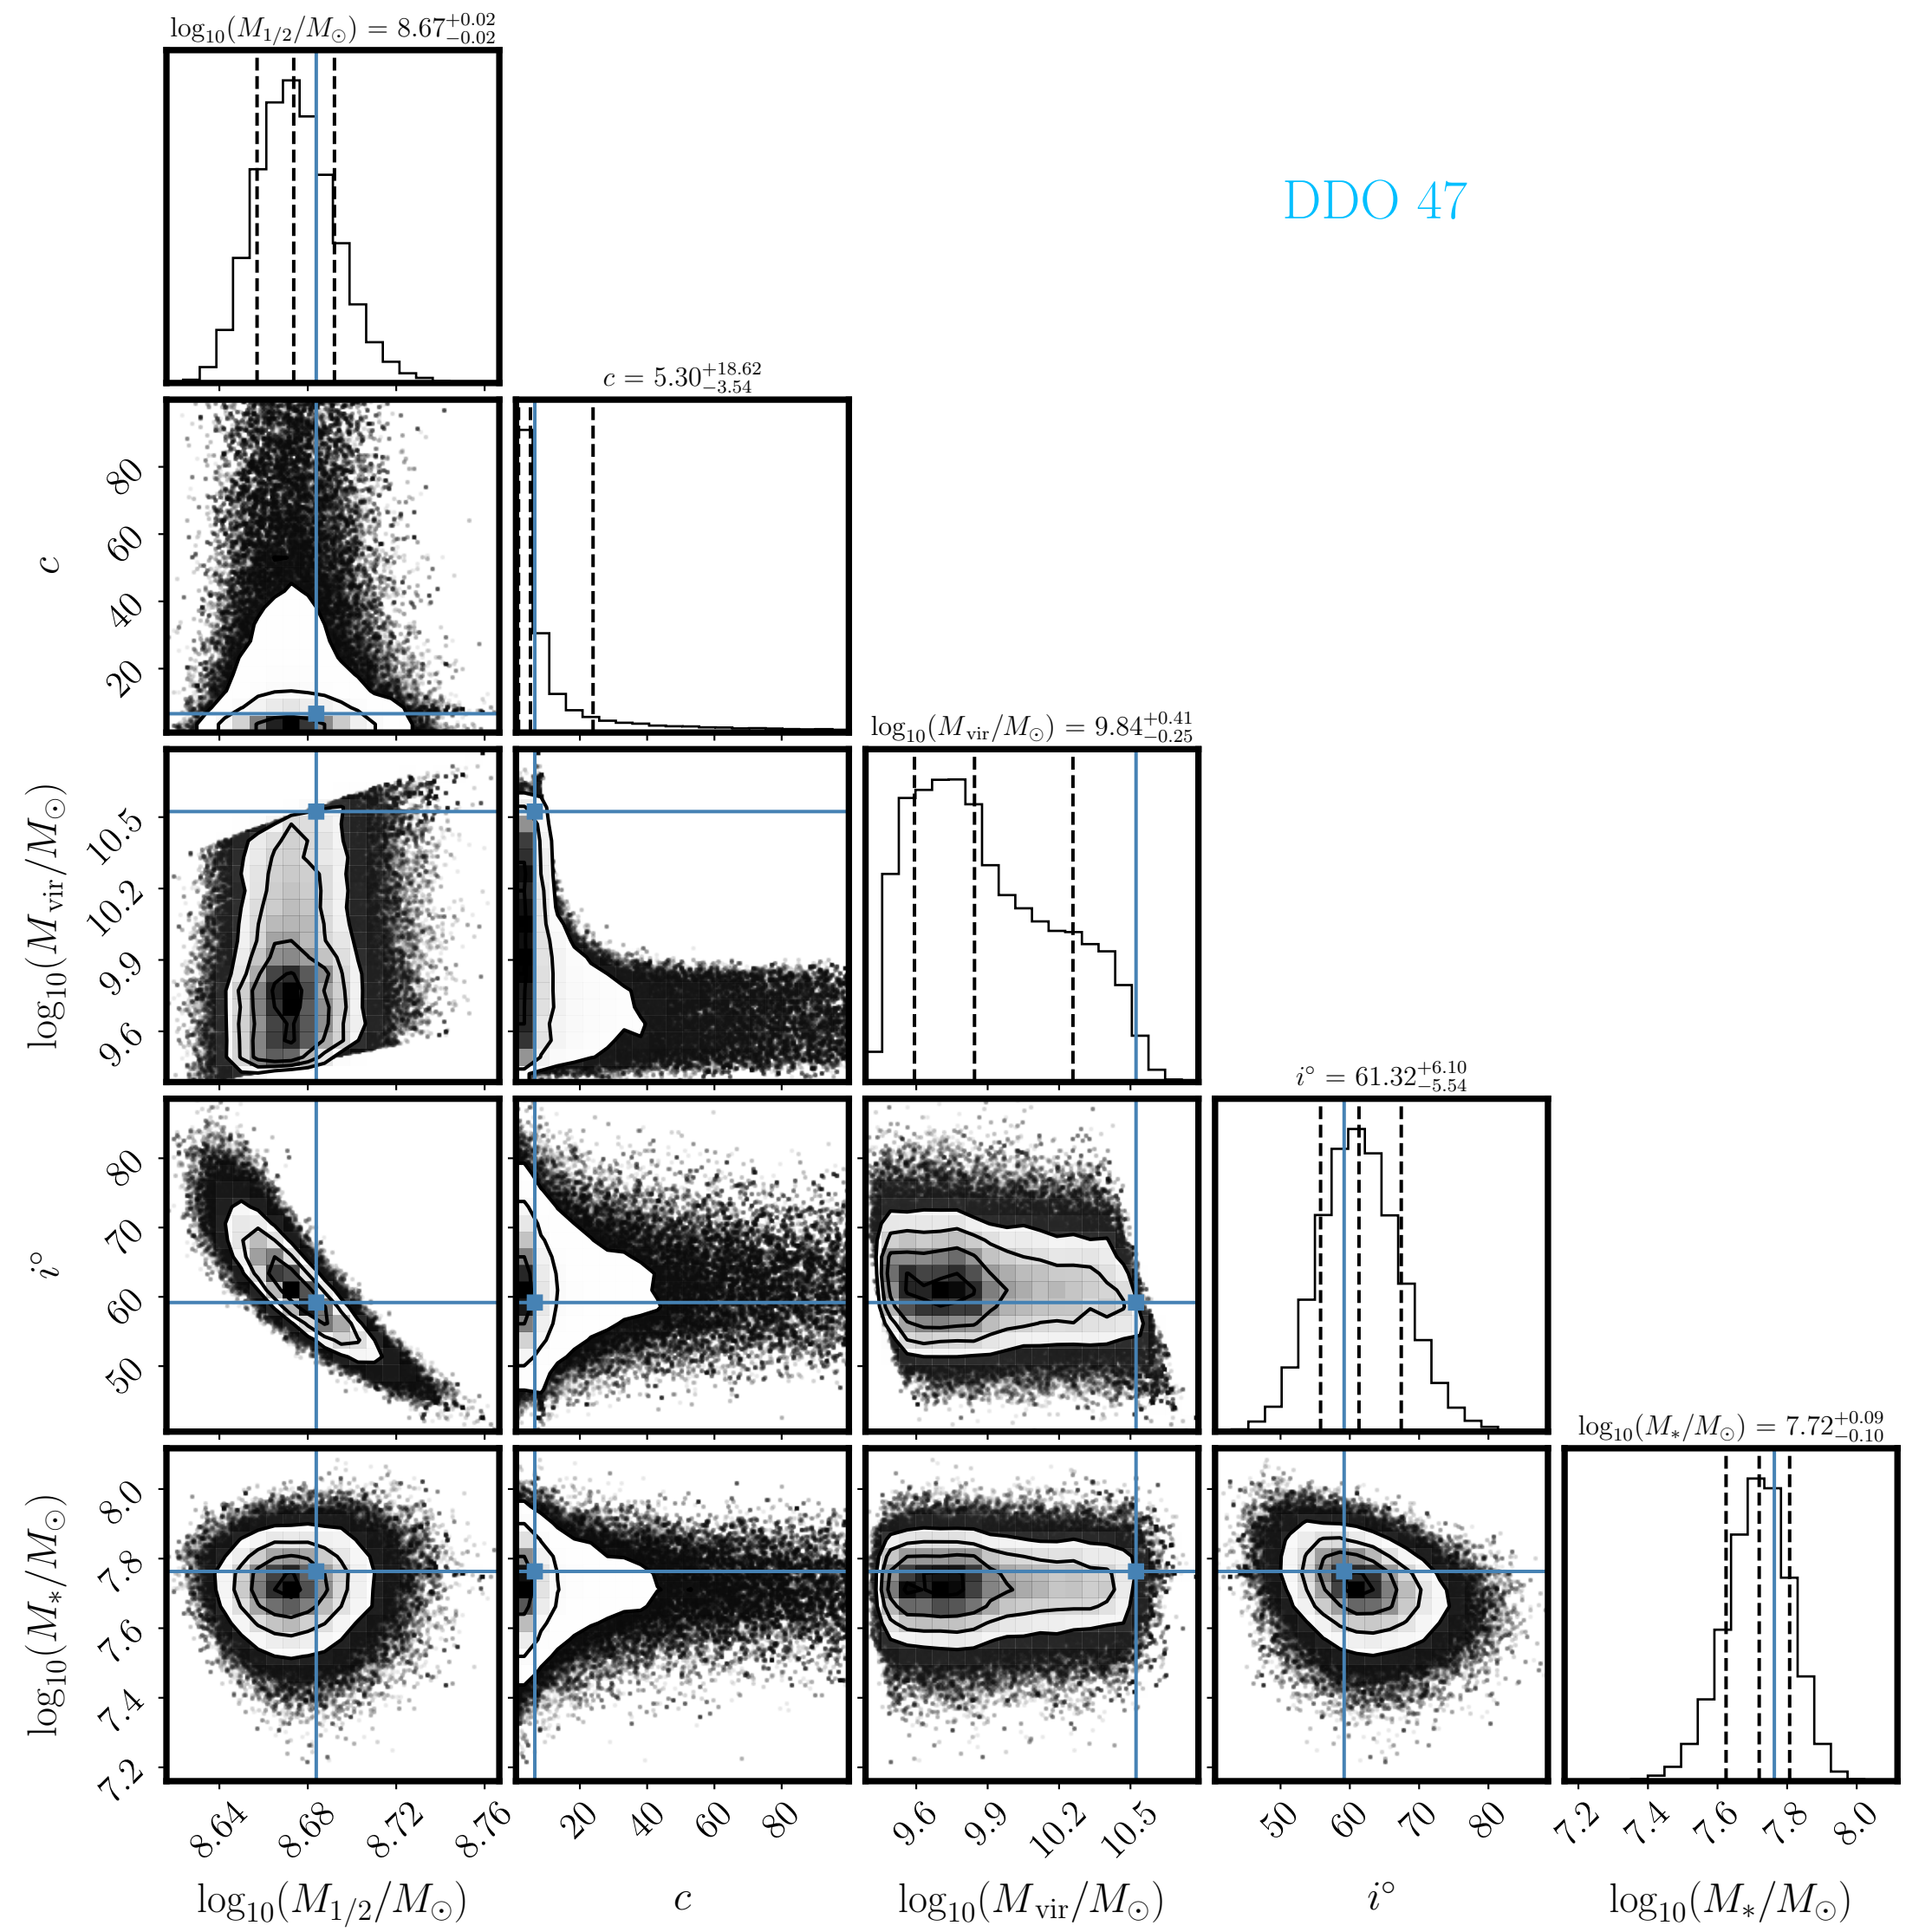 log₁₀(M₁/₂/M☉) = 8.67⁺⁰·⁰²₋₀.₀₂
DDO 47
c = 5.30⁺¹⁸·⁶²₋₃.₅₄
80
60
40
20
c
log₁₀(Mvir/M☉) = 9.84⁺⁰·⁴¹₋₀.₂₅
10.5
10.2
9.9
9.6
log₁₀(Mvir/M☉)
i° = 61.32⁺⁶·¹⁰₋₅.₅₄
80
70
60
50
i°
log₁₀(M∗/M☉) = 7.72⁺⁰·⁰⁹₋₀.₁₀
8.0
7.8
7.6
7.4
7.2
log₁₀(M∗/M☉)
8.64 8.68 8.72 8.76
20 40 60 80
9.6 9.9 10.2 10.5
50 60 70 80
7.2 7.4 7.6 7.8 8.0
log₁₀(M₁/₂/M☉)
c
log₁₀(Mvir/M☉)
i°
log₁₀(M∗/M☉)